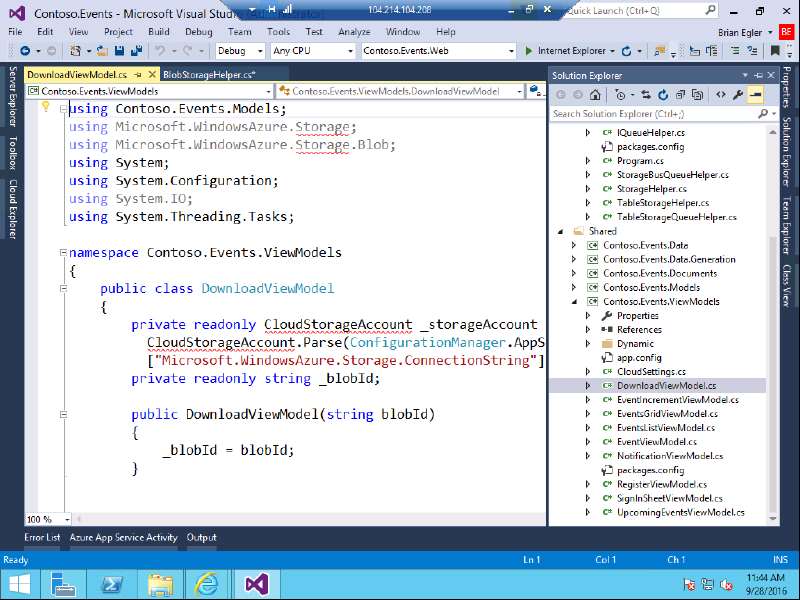 Contoso.Events - Microsoft Visual Stu
104.214.104.208
Quick Launch (Ctrl+Q)
File Edit View Project Build Debug Team Tools Test Analyze Window Help
Brian Egler BE
Debug Any CPU Contoso.Events.Web Internet Explorer
DownloadViewModel.cs BlobStorageHelper.cs*
Contoso.Events.ViewModels Contoso.Events.ViewModels.DownloadViewModel
Server Explorer
Toolbox
Cloud Explorer
using Contoso.Events.Models;
using Microsoft.WindowsAzure.Storage;
using Microsoft.WindowsAzure.Storage.Blob;
using System;
using System.Configuration;
using System.IO;
using System.Threading.Tasks;
namespace Contoso.Events.ViewModels
{
public class DownloadViewModel
{
private readonly CloudStorageAccount _storageAccount
CloudStorageAccount.Parse(ConfigurationManager.AppS
["Microsoft.WindowsAzure.Storage.ConnectionString"]
private readonly string _blobId;
public DownloadViewModel(string blobId)
{
_blobId = blobId;
}
100 %
Solution Explorer
Search Solution Explorer (Ctrl+;)
IQueueHelper.cs
packages.config
Program.cs
StorageBusQueueHelper.cs
StorageHelper.cs
TableStorageHelper.cs
TableStorageQueueHelper.cs
Shared
Contoso.Events.Data
Contoso.Events.Data.Generation
Contoso.Events.Documents
Contoso.Events.Models
Contoso.Events.ViewModels
Properties
References
Dynamic
app.config
CloudSettings.cs
DownloadViewModel.cs
EventIncrementViewModel.cs
EventsGridViewModel.cs
EventsListViewModel.cs
EventViewModel.cs
NotificationViewModel.cs
packages.config
RegisterViewModel.cs
SignInSheetViewModel.cs
UpcomingEventsViewModel.cs
Properties
Solution Explorer
Team Explorer
Class View
Error List Azure App Service Activity Output
Ready Ln 1 Col 1 Ch 1 INS
11:44 AM
9/28/2016